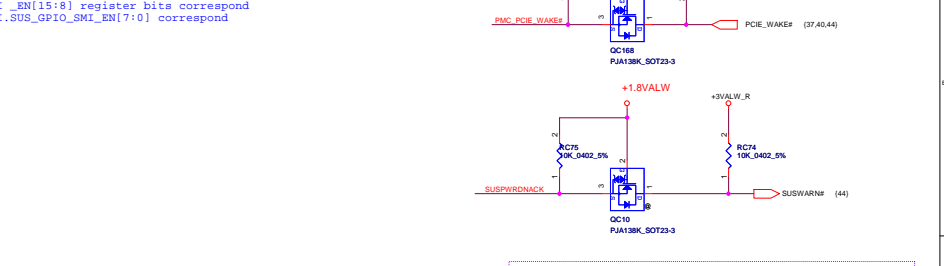 _EN[15:8] register bits correspond
I.SUS_GPIO_SMI_EN[7:0] correspond
PMC_PCIE_WAKE#
3
S
D
1
PCIE_WAKE#
(37,40,44)
QC168
PJA138K_SOT23-3
+1.8VALW
+3VALW_R
2
RC75
10K_0402_5%
1
2
2
RC74
10K_0402_5%
1
SUSPWRDNACK
3
S
D
1
SUSWARN#
(44)
@
QC10
PJA138K_SOT23-3